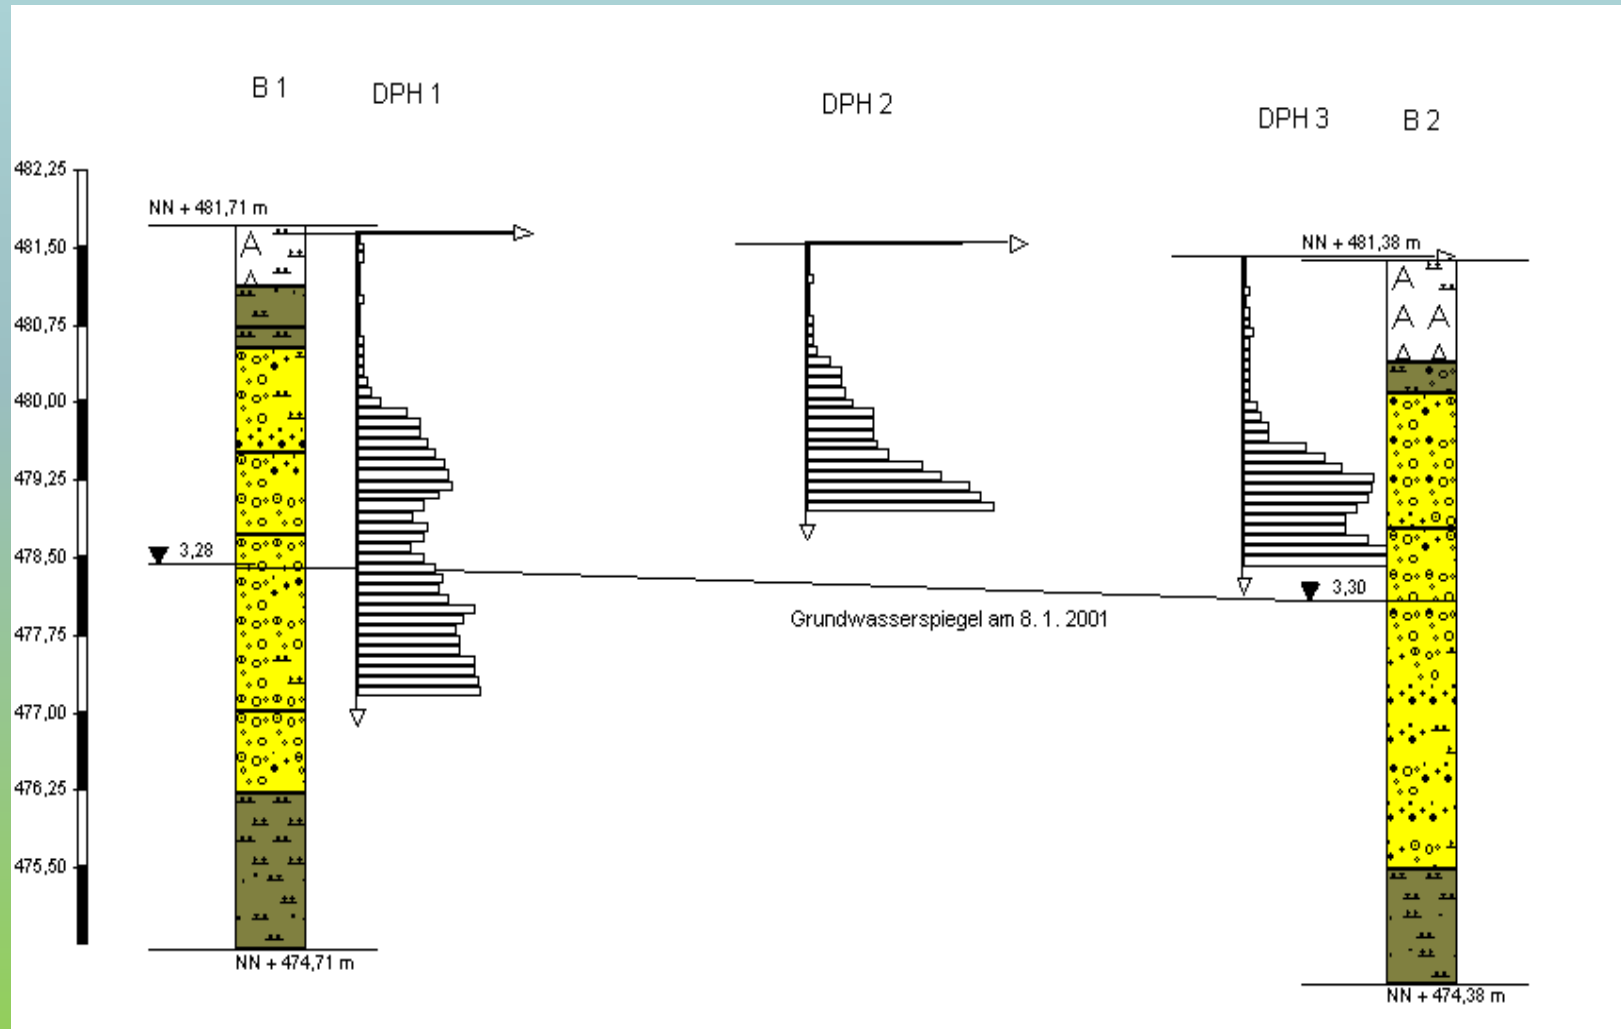 B 1
DPH 1
DPH 2
DPH 3
B 2
482,25
NN + 481,71 m
481,50
NN + 481,38 m
A
A
A A
480,75
A A
A
480,00
479,25
478,50
3,28
3,30
Grundwasserspiegel am 8. 1. 2001
477,75
477,00
476,25
475,50
NN + 474,71 m
NN + 474,38 m